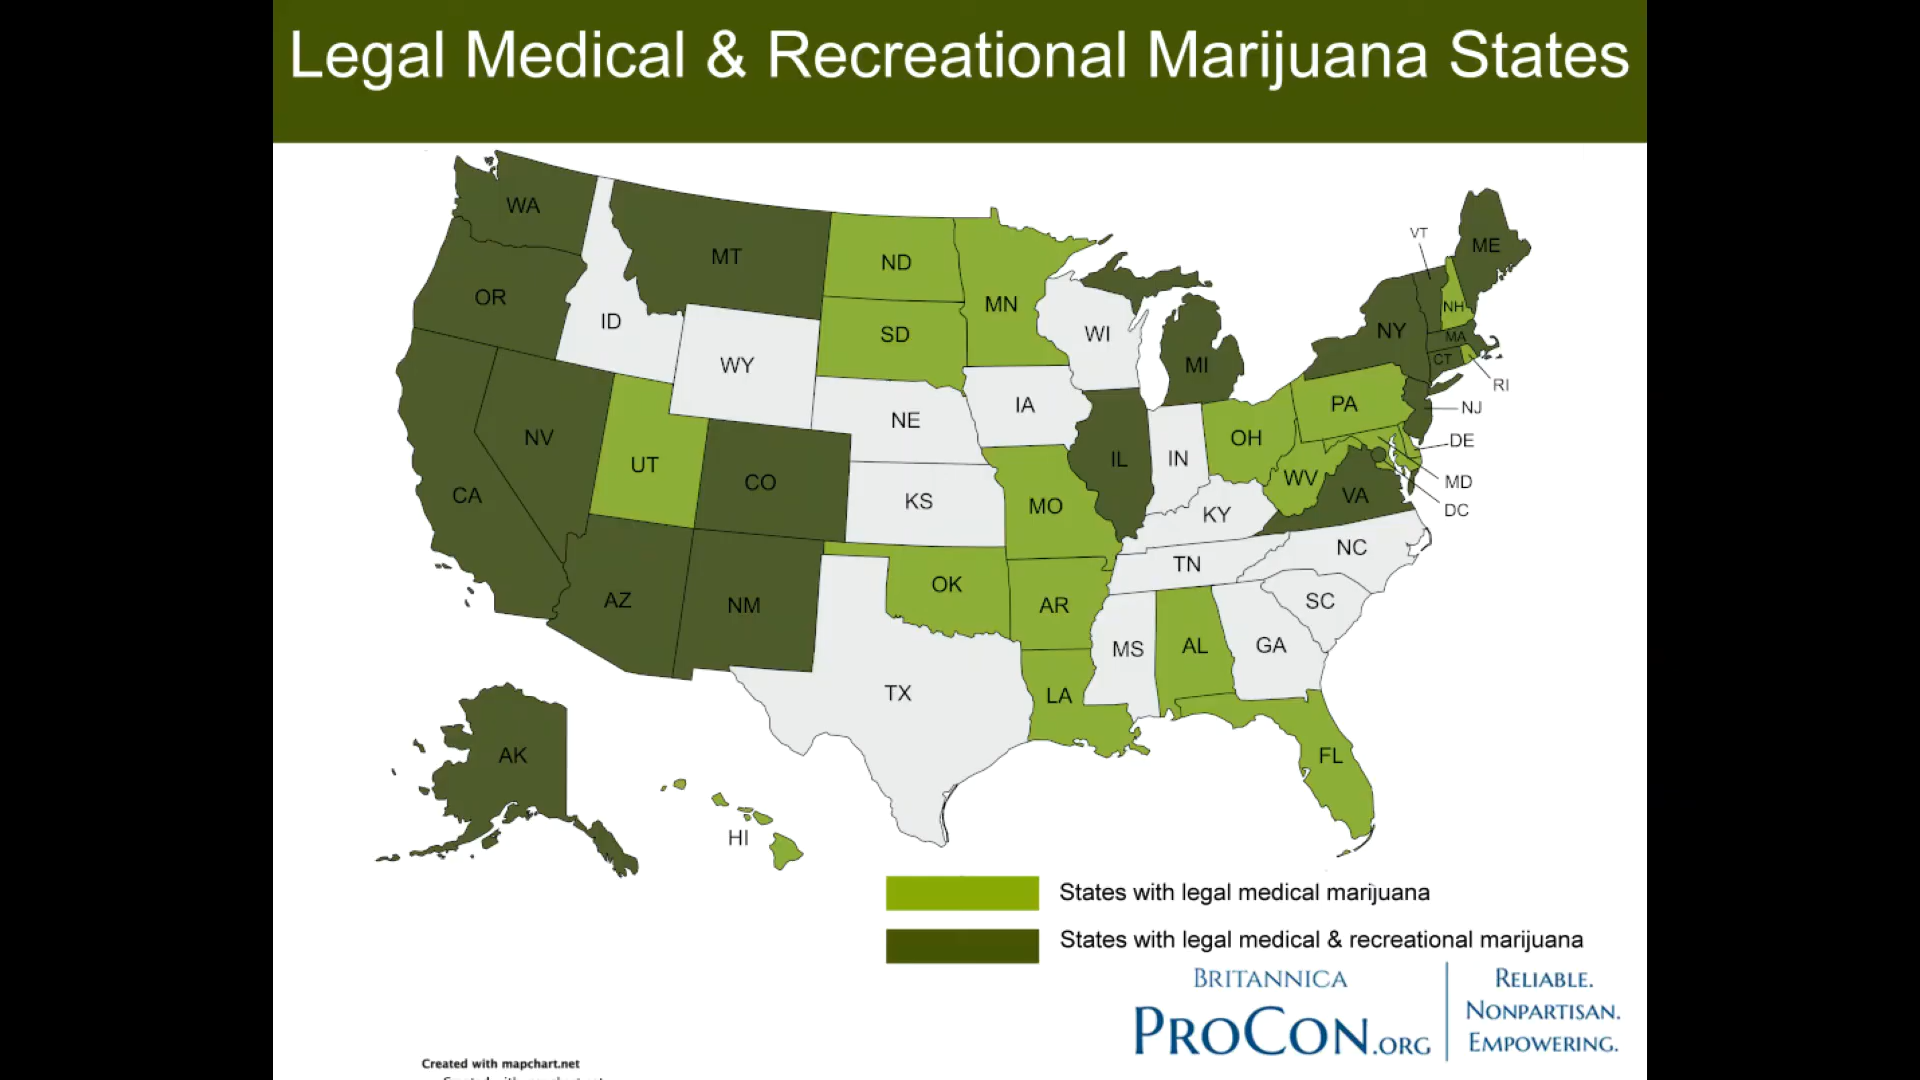 Legal Medical & Recreational Marijuana States
WA
MT
ND
MN
VT
ME
OR
ID
SD
WI
NH
NY
MA
WY
MI
CT
RI
NE
IA
PA
NJ
NV
UT
OH
DE
CO
IL
IN
WV
MD
CA
KS
MO
VA
DC
KY
NC
TN
AZ
NM
OK
AR
SC
MS
AL
GA
TX
LA
AK
FL
HI
States with legal medical marijuana
States with legal medical & recreational marijuana
BRITANNICA
PROCON.ORG
RELIABLE.
NONPARTISAN.
EMPOWERING.
Created with mapchart.net